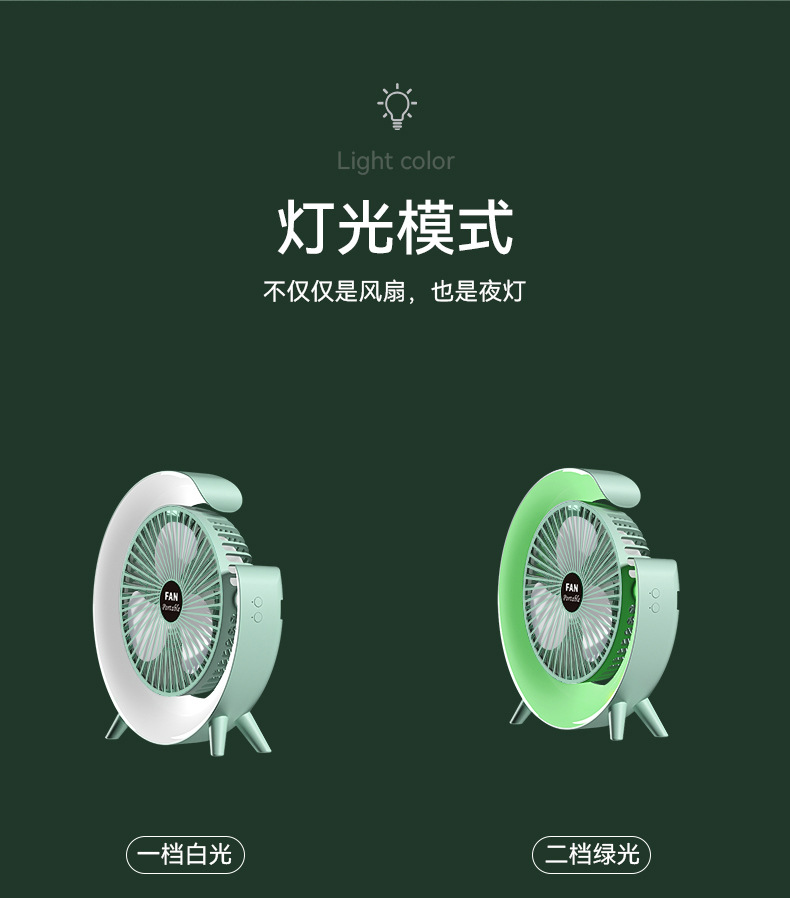 Light color
灯光模式
不仅仅是风扇，也是夜灯
FAN
Portable
FAN
Portable
一档白光
二档绿光